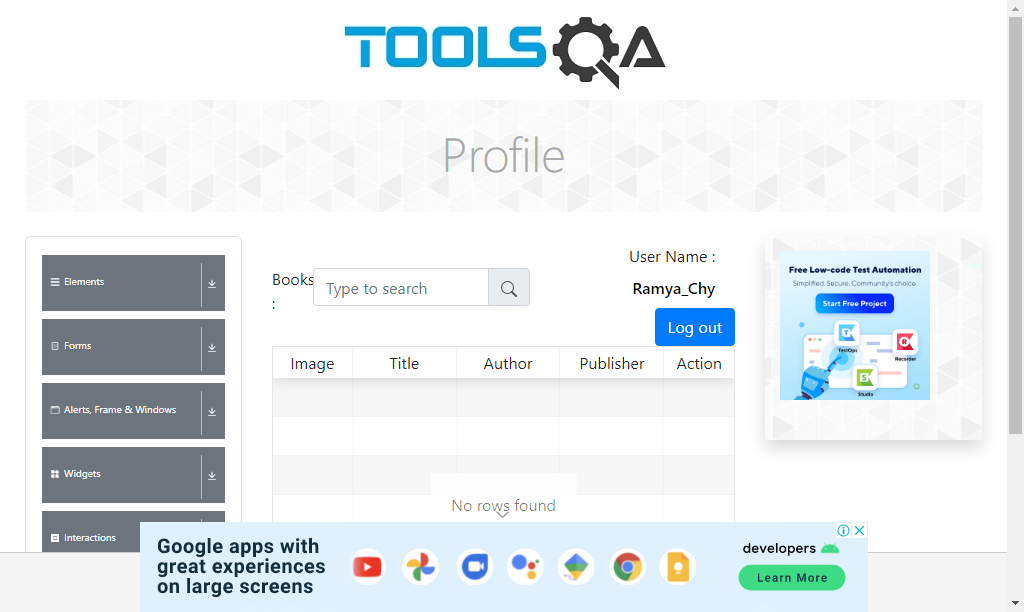 TOOLSQA
Profile
Elements
Forms
Alerts, Frame & Windows
Widgets
Interactions
Books
:
Type to search
User Name :
Ramya_Chy
Log out
Image Title Author Publisher Action
No rows found
Free Low-code Test Automation
Simplified. Secure. Community's choice.
Start Free Project
TestOps
Recorder
Studio
Google apps with
great experiences
on large screens
developers
Learn More